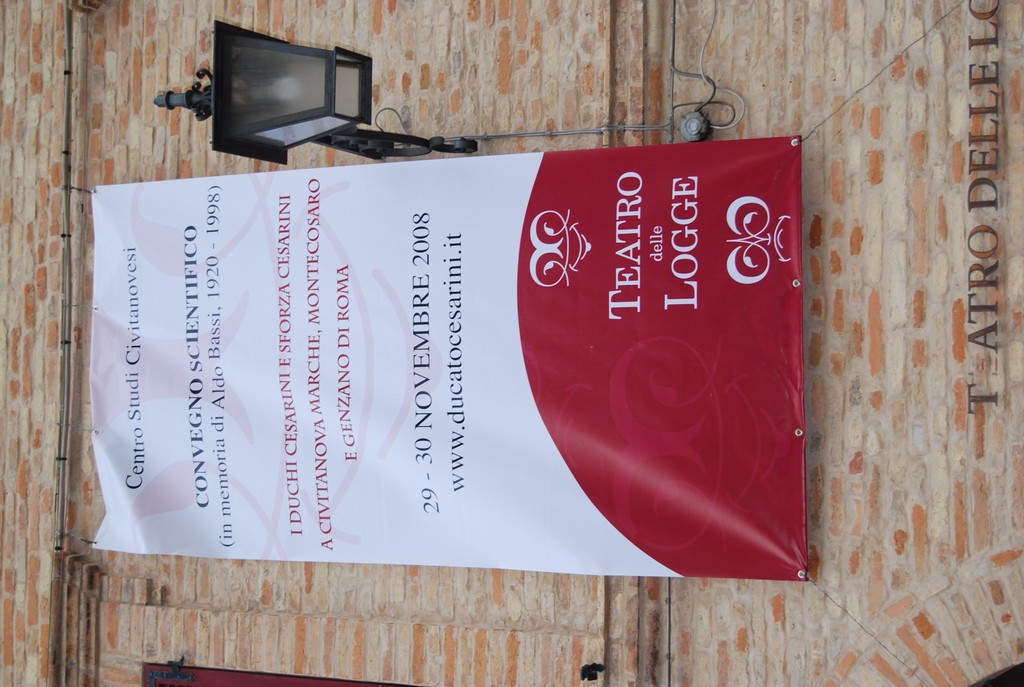 Centro Studi Civitanovesi
CONVEGNO SCIENTIFICO
(in memoria di Aldo Bassi, 1920 - 1998)
I DUCHI CESARINI E SFORZA CESARINI
A CIVITANOVA MARCHE, MONTECOSARO
E GENZANO DI ROMA
29 - 30 NOVEMBRE 2008
www.ducatocesarini.it
TEATRO
delle
LOGGE
T ATRO DELLE LO